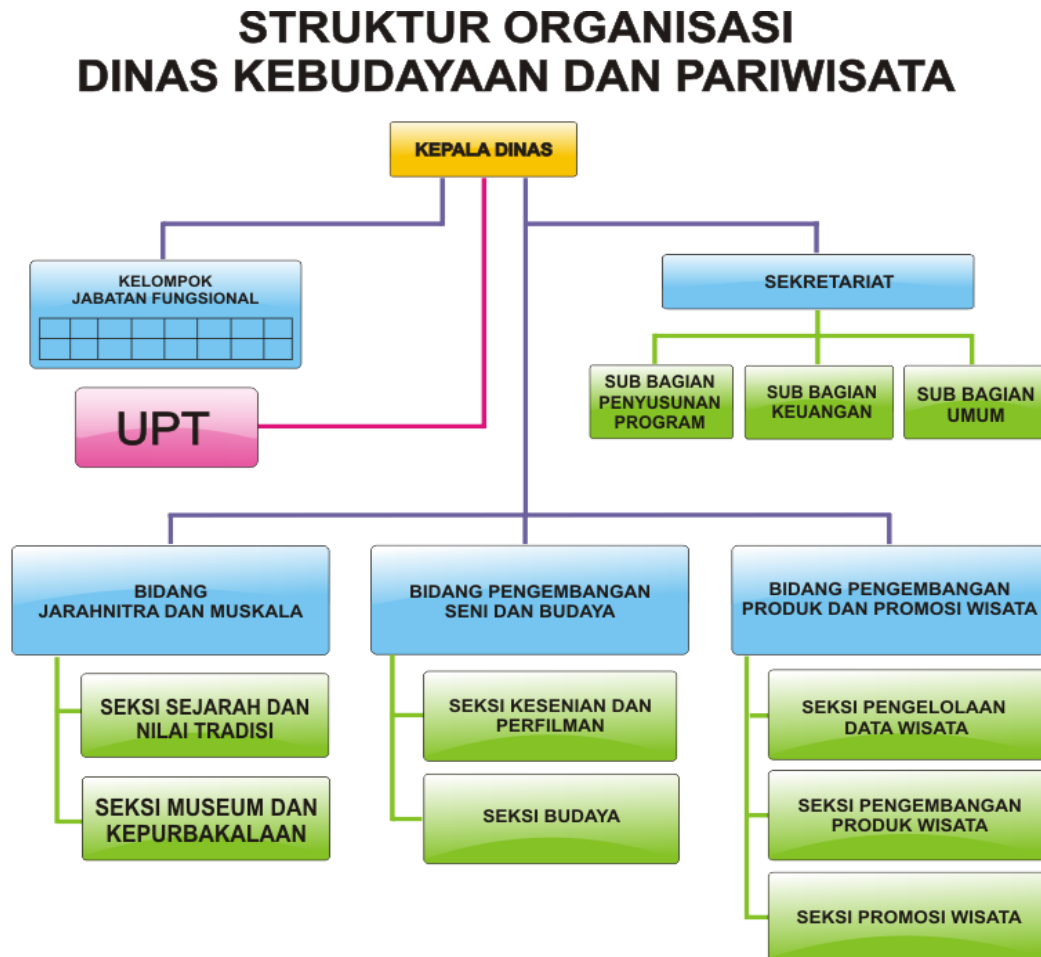 STRUKTUR ORGANISASI
DINAS KEBUDAYAAN DAN PARIWISATA
KEPALA DINAS
KELOMPOK
JABATAN FUNGSIONAL
SEKRETARIAT
UPT
SUB BAGIAN
PENYUSUNAN
PROGRAM
SUB BAGIAN
KEUANGAN
SUB BAGIAN
UMUM
BIDANG
JARAHNITRA DAN MUSKALA
BIDANG PENGEMBANGAN
SENI DAN BUDAYA
BIDANG PENGEMBANGAN
PRODUK DAN PROMOSI WISATA
SEKSI SEJARAH DAN
NILAI TRADISI
SEKSI MUSEUM DAN
KEPURBAKALAAN
SEKSI KESENIAN DAN
PERFILMAN
SEKSI BUDAYA
SEKSI PENGELOLAAN
DATA WISATA
SEKSI PENGEMBANGAN
PRODUK WISATA
SEKSI PROMOSI WISATA